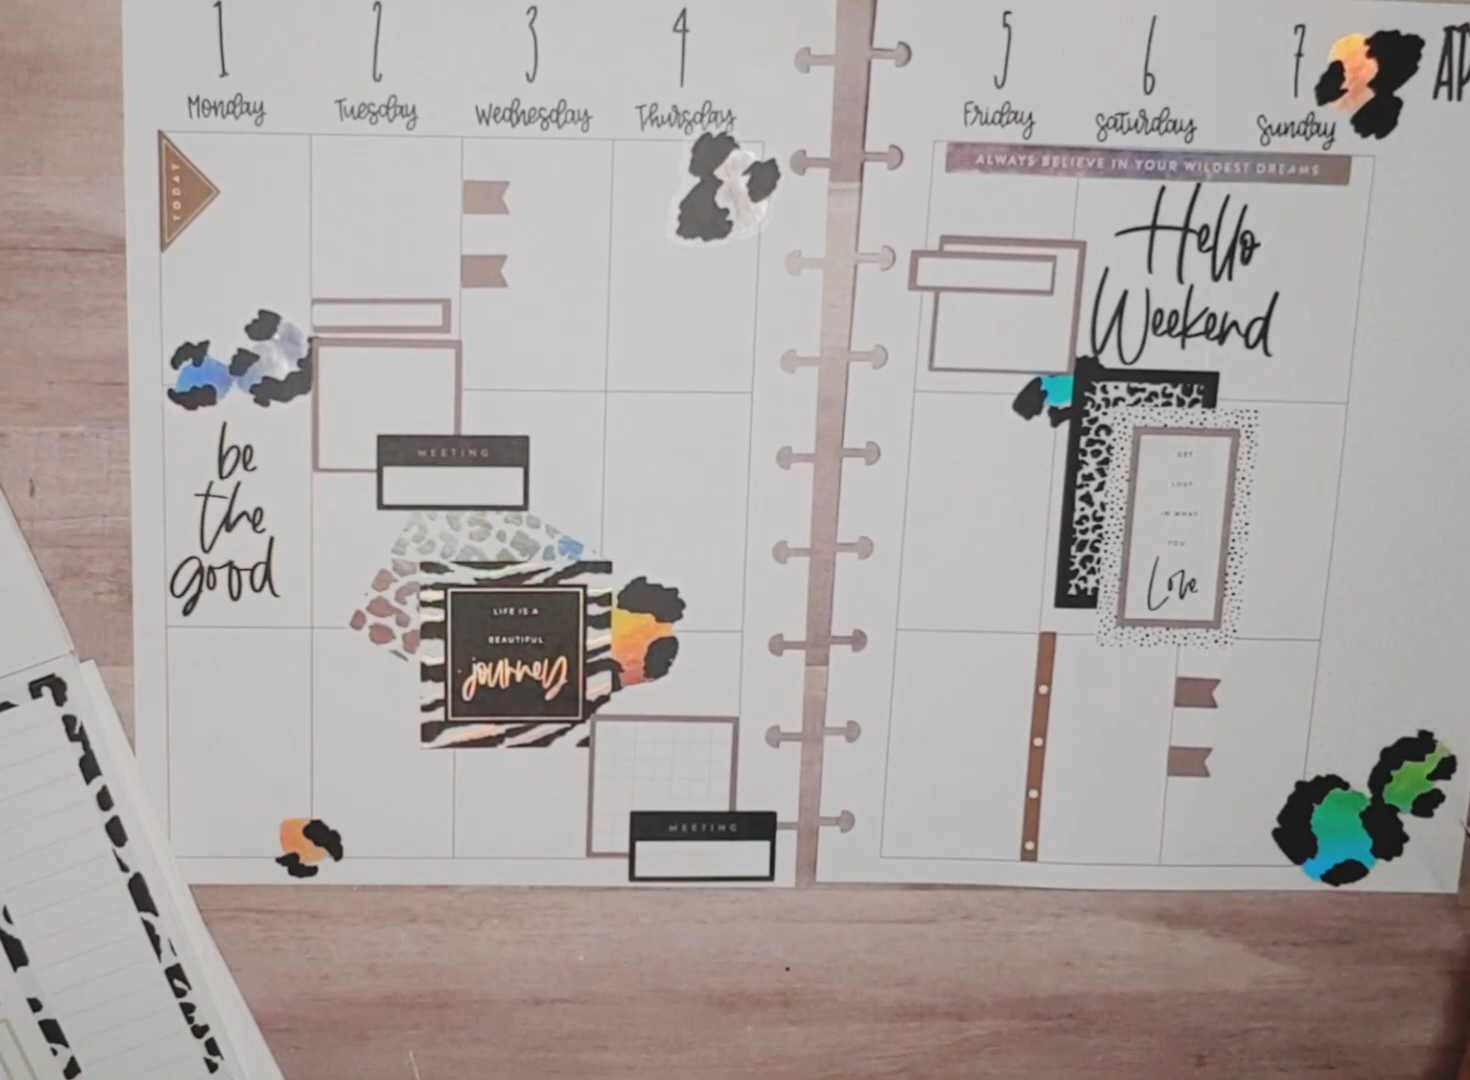 1 2 3 4 5 6 7
Monday Tuesday Wednesday Thursday Friday Saturday Sunday
TODAY
ALWAYS BELIEVE IN YOUR WILDEST DREAMS
Hello
Weekend
be
the
good
MEETING
LIFE IS A
BEAUTIFUL
journey
GET
LOST
IN WHAT
YOU
Love
MEETING